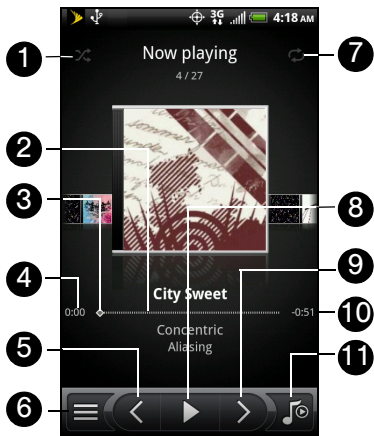 3G 4:18 AM
1 Now playing 7
4 / 27
2
3
8
9
City Sweet
4 0:00 -0:51 10
Concentric
Aliasing
5
11
6